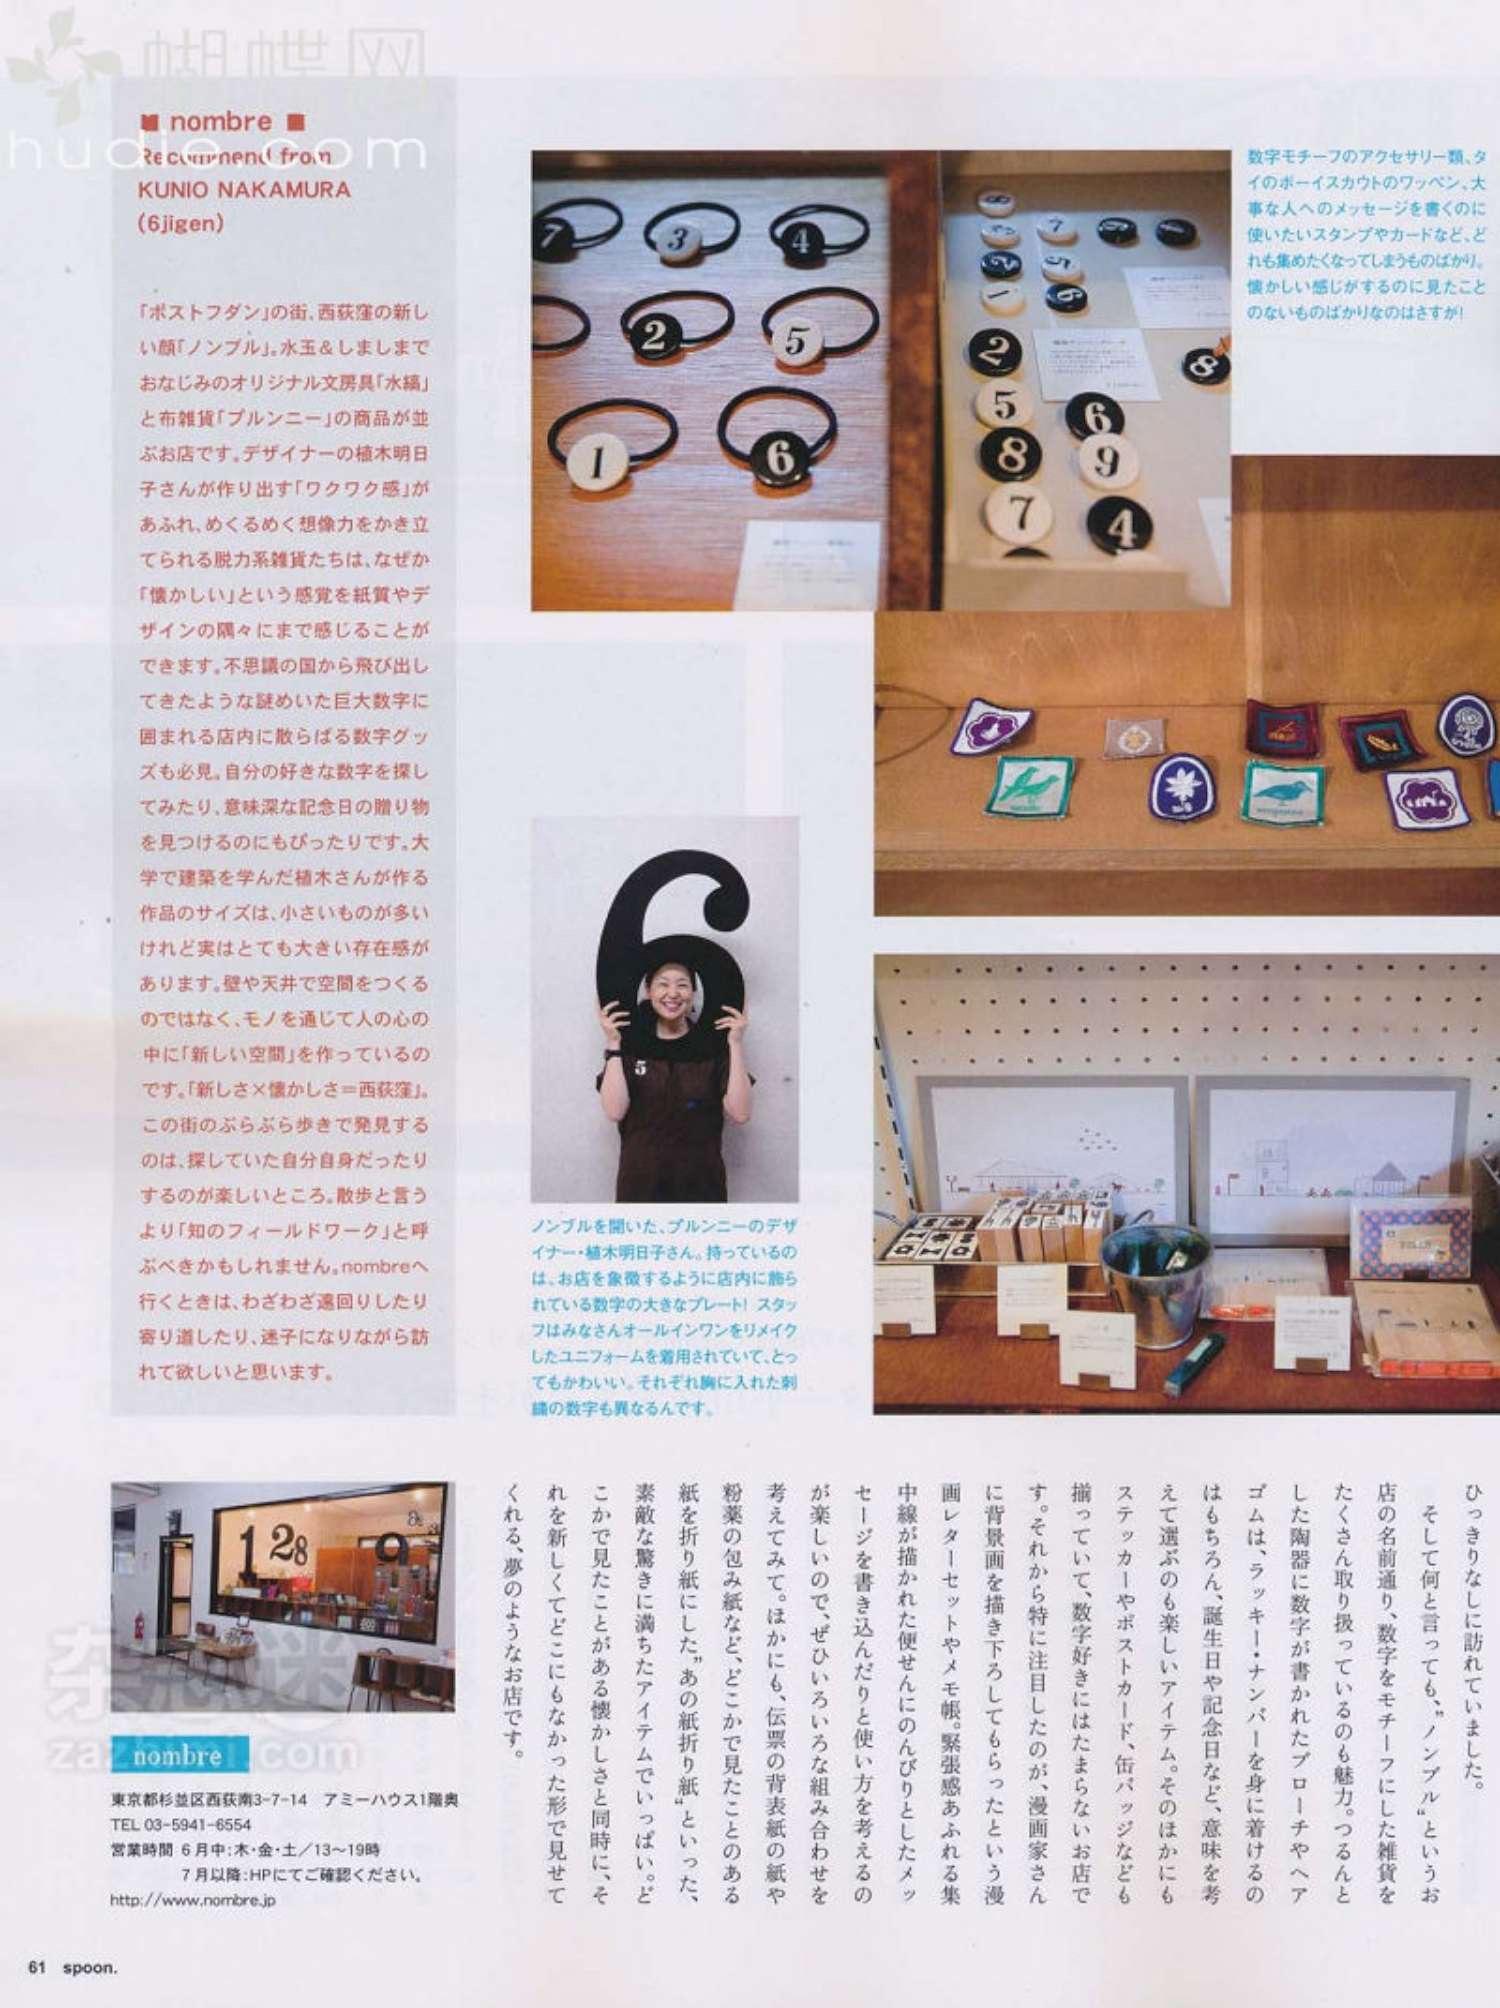 蝴蝶网
hudie.com
■ nombre ■
Recommend from
KUNIO NAKAMURA
(6jigen)
「ポストフダン」の街、西荻窪の新し
い顔「ノンブル」。水玉&しましまで
おなじみのオリジナル文房具「水縞」
と布雑貨「プルンニー」の商品が並
ぶお店です。デザイナーの植木明日
子さんが作り出す「ワクワク感」が
あふれ、めくるめく想像力をかき立
てられる脱力系雑貨たちは、なぜか
「懐かしい」という感覚を紙質やデ
ザインの隅々にまで感じることが
できます。不思議の国から飛び出し
てきたような謎めいた巨大数字に
囲まれる店内に散らばる数字グッ
ズも必見。自分の好きな数字を探し
てみたり、意味深な記念日の贈り物
を見つけるのにもぴったりです。大
学で建築を学んだ植木さんが作る
作品のサイズは、小さいものが多い
けれど実はとても大きい存在感が
あります。壁や天井で空間をつくる
のではなく、モノを通じて人の心の
中に「新しい空間」を作っているの
です。「新しさ×懐かしさ=西荻窪」。
この街のぶらぶら歩きで発見する
のは、探していた自分自身だったり
するのが楽しいところ。散歩と言う
より「知のフィールドワーク」と呼
ぶべきかもしれません。nombreへ
行くときは、わざわざ遠回りしたり
寄り道したり、迷子になりながら訪
れて欲しいと思います。
7 3 4
2 5
1 6
数字モチーフのアクセサリー類、タ
イのボーイスカウトのワッペン、大
事な人へのメッセージを書くのに
使いたいスタンプやカードなど、ど
れも集めたくなってしまうものばかり。
懐かしい感じがするのに見たこと
のないものばかりなのはさすが!
6
5
ノンブルを開いた、プルンニーのデザ
イナー・植木明日子さん。持っているの
は、お店を象徴するように店内に飾ら
れている数字の大きなプレート! スタッ
フはみなさんオールインワンをリメイク
したユニフォームを着用されていて、とっ
てもかわいい。それぞれ胸に入れた刺
繍の数字も異なるんです。
ひっきりなしに訪れていました。
そして何と言っても、“ノンブル”というお
店の名前通り、数字をモチーフにした雑貨を
たくさん取り扱っているのも魅力。つるんと
した陶器に数字が書かれたブローチやヘア
ゴムは、ラッキー・ナンバーを身に着けるの
はもちろん、誕生日や記念日など、意味を考
えて選ぶのも楽しいアイテム。そのほかにも
ステッカーやポストカード、缶バッジなども
揃っていて、数字好きにはたまらないお店で
す。それから特に注目したのが、漫画家さん
に背景画を描き下ろしてもらったという漫
画レターセットやメモ帳。緊張感あふれる集
中線が描かれた便せんにのんびりとしたメッ
セージを書き込んだりと使い方を考えるの
が楽しいので、ぜひいろいろな組み合わせを
考えてみて。ほかにも、伝票の背表紙の紙や
粉薬の包み紙など、どこかで見たことのある
紙を折り紙にした“あの紙折り紙”といった、
素敵な驚きに満ちたアイテムでいっぱい。ど
こかで見たことがある懐かしさと同時に、そ
れを新しくてどこにもなかった形で見せて
くれる、夢のようなお店です。
128 9
杂志迷
zazhimi.com
nombre
東京都杉並区西荻南3-7-14 アミーハウス1階奥
TEL 03-5941-6554
営業時間 6月中:木・金・土/13〜19時
7月以降:HPにてご確認ください。
http://www.nombre.jp
61 spoon.